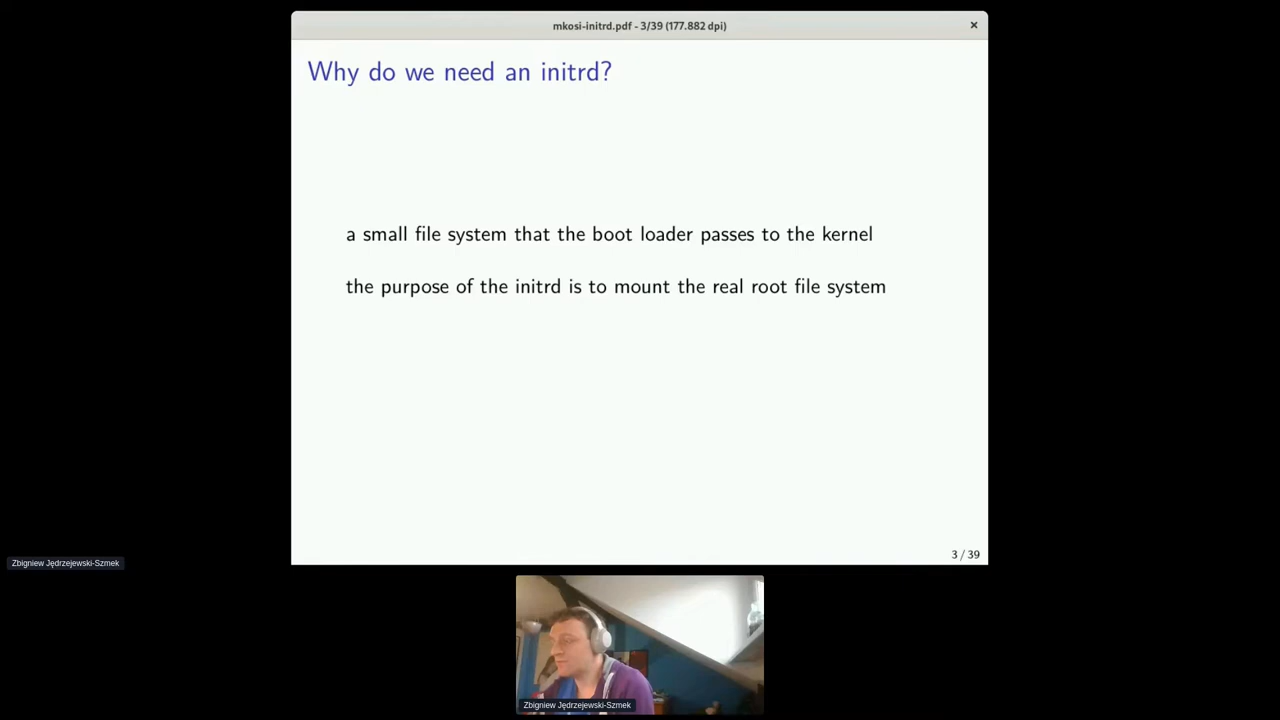 mkosi-initrd.pdf - 3/39 (177.882 dpi)
Why do we need an initrd?
a small file system that the boot loader passes to the kernel
the purpose of the initrd is to mount the real root file system
3 / 39
Zbigniew Jędrzejewski-Szmek
Zbigniew Jędrzejewski-Szmek